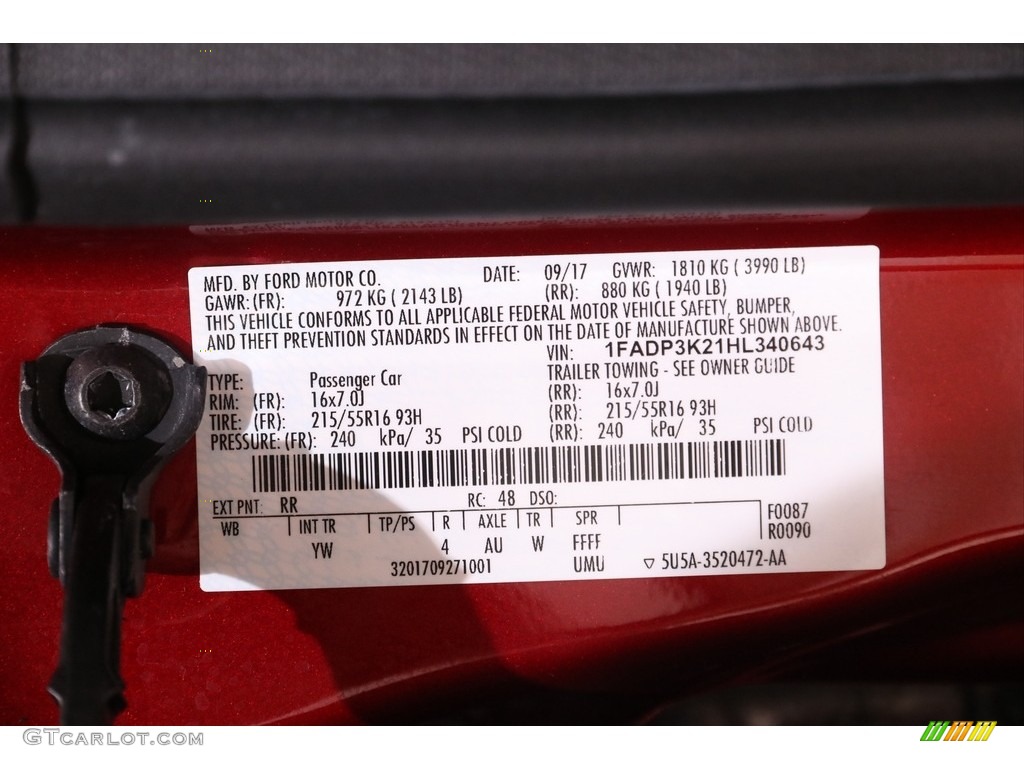 MFD. BY FORD MOTOR CO. DATE: 09/17 GVWR: 1810 KG ( 3990 LB)
GAWR: (FR): 972 KG ( 2143 LB) (RR): 880 KG ( 1940 LB)
THIS VEHICLE CONFORMS TO ALL APPLICABLE FEDERAL MOTOR VEHICLE SAFETY, BUMPER,
AND THEFT PREVENTION STANDARDS IN EFFECT ON THE DATE OF MANUFACTURE SHOWN ABOVE.
VIN: 1FADP3K21HL340643
TYPE: Passenger Car TRAILER TOWING - SEE OWNER GUIDE
RIM: (FR): 16x7.0J (RR): 16x7.0J
TIRE: (FR): 215/55R16 93H (RR): 215/55R16 93H
PRESSURE: (FR): 240 kPa/ 35 PSI COLD (RR): 240 kPa/ 35 PSI COLD
EXT PNT: RR RC: 48 DSO:
WB INT TR TP/PS R AXLE TR SPR F0087
YW 4 AU W FFFF R0090
3201709271001 UMU ▽ 5U5A-3520472-AA
GTCarLot.com